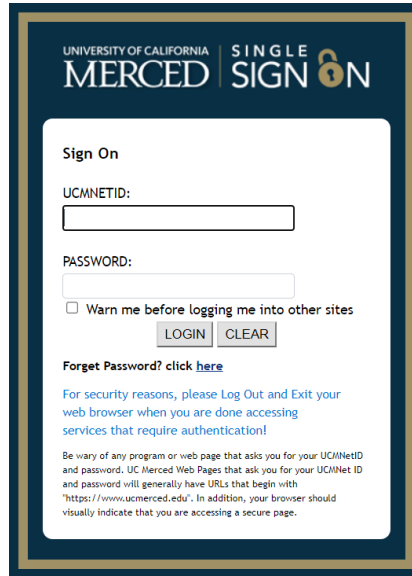 UNIVERSITY OF CALIFORNIA
MERCED
SINGLE
SIGN ON
Sign On
UCMNETID:
PASSWORD:
Warn me before logging me into other sites
LOGIN CLEAR
Forget Password? click here
For security reasons, please Log Out and Exit your
web browser when you are done accessing
services that require authentication!
Be wary of any program or web page that asks you for your UCMNetID
and password. UC Merced Web Pages that ask you for your UCMNet ID
and password will generally have URLs that begin with
"https://www.ucmerced.edu". In addition, your browser should
visually indicate that you are accessing a secure page.